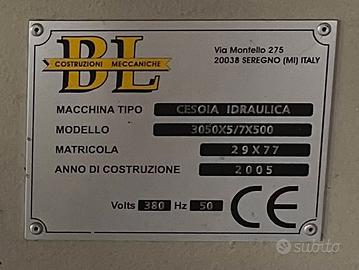 BL
COSTRUZIONI MECCANICHE
Via Montello 275
20038 SEREGNO (MI) ITALY
MACCHINA TIPO CESOIA IDRAULICA
MODELLO 3050X5/7X500
MATRICOLA 29X77
ANNO DI COSTRUZIONE 2005
Volts 380 Hz 50 CE
subito